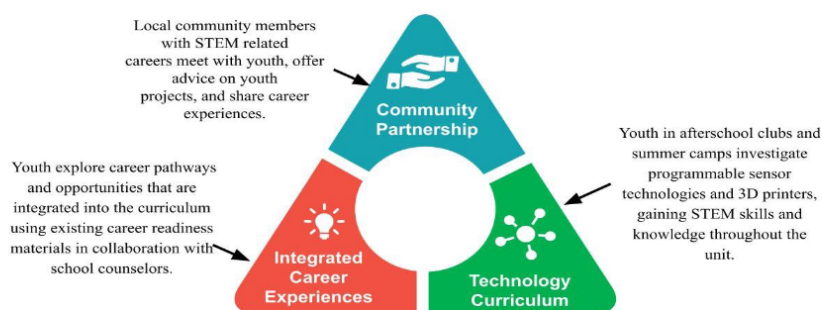 Local community members
with STEM related
careers meet with youth, offer
advice on youth
projects, and share career
experiences.
Community
Partnership
Youth in afterschool clubs and
summer camps investigate
programmable sensor
technologies and 3D printers,
gaining STEM skills and
knowledge throughout the
unit.
Youth explore career pathways
and opportunities that are
integrated into the curriculum
using existing career readiness
materials in collaboration with
school counselors.
Integrated
Career
Experiences
Technology
Curriculum